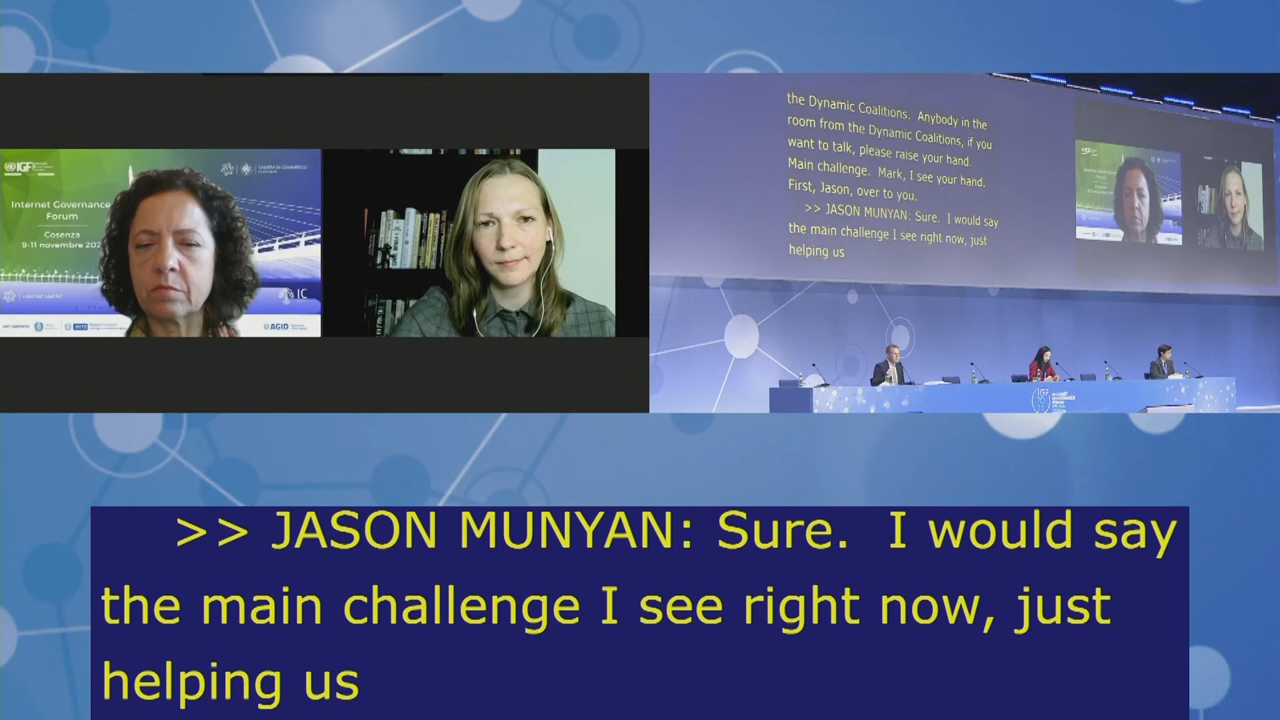 IGF
Internet Governance
Forum
Cosenza
9-11 novembre 202
IC
AGID
the Dynamic Coalitions. Anybody in the
room from the Dynamic Coalitions, if you
want to talk, please raise your hand.
Main challenge. Mark, I see your hand.
First, Jason, over to you.
>> JASON MUNYAN: Sure. I would say
the main challenge I see right now, just
helping us
IGF
>> JASON MUNYAN: Sure. I would say
the main challenge I see right now, just
helping us